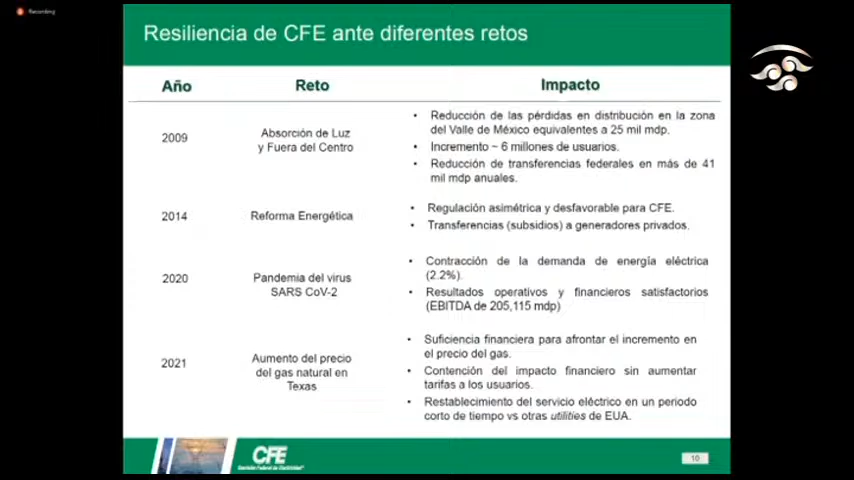 Recording
Resiliencia de CFE ante diferentes retos
Año Reto Impacto
2009
Absorción de Luz
y Fuera del Centro
• Reducción de las pérdidas en distribución en la zona
del Valle de México equivalentes a 25 mil mdp.
• Incremento ~ 6 millones de usuarios.
• Reducción de transferencias federales en más de 41
mil mdp anuales.
2014
Reforma Energética
• Regulación asimétrica y desfavorable para CFE.
• Transferencias (subsidios) a generadores privados.
2020
Pandemia del virus
SARS CoV-2
• Contracción de la demanda de energía eléctrica
(2.2%).
• Resultados operativos y financieros satisfactorios
(EBITDA de 205,115 mdp)
2021
Aumento del precio
del gas natural en
Texas
• Suficiencia financiera para afrontar el incremento en
el precio del gas.
• Contención del impacto financiero sin aumentar
tarifas a los usuarios.
• Restablecimiento del servicio eléctrico en un periodo
corto de tiempo vs otras utilities de EUA.
CFE
Comisión Federal de Electricidad
10